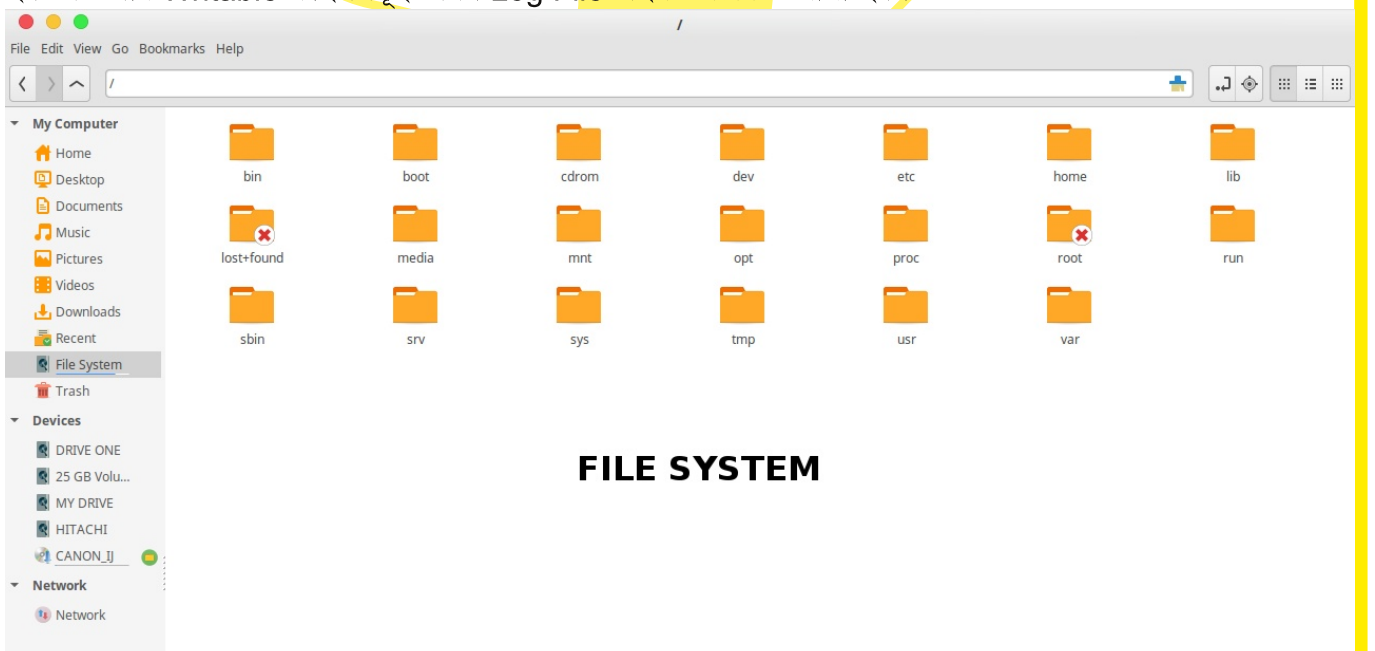 /
File Edit View Go Bookmarks Help
/
My Computer
Home
Desktop
Documents
Music
Pictures
Videos
Downloads
Recent
File System
Trash
Devices
DRIVE ONE
25 GB Volu...
MY DRIVE
HITACHI
CANON_IJ
Network
Network
bin boot cdrom dev etc home lib
lost+found media mnt opt proc root run
sbin srv sys tmp usr var
FILE SYSTEM